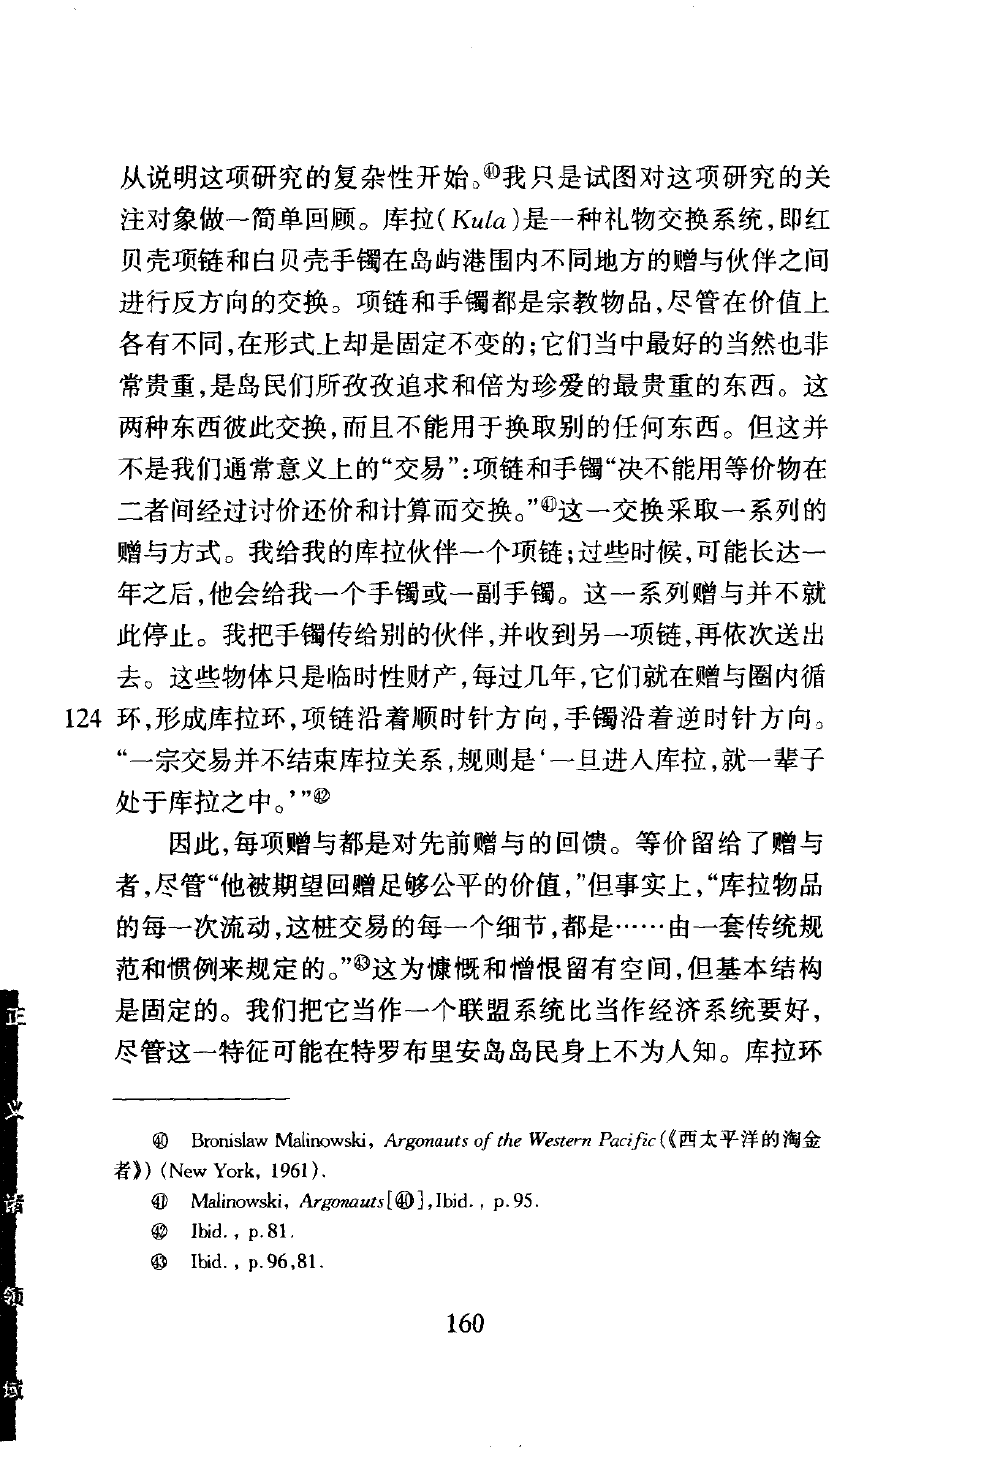 从说明这项研究的复杂性开始。㊵我只是试图对这项研究的关
注对象做一简单回顾。库拉(Kula)是一种礼物交换系统,即红
贝壳项链和白贝壳手镯在岛屿港围内不同地方的赠与伙伴之间
进行反方向的交换。项链和手镯都是宗教物品,尽管在价值上
各有不同,在形式上却是固定不变的;它们当中最好的当然也非
常贵重,是岛民们所孜孜追求和倍为珍爱的最贵重的东西。这
两种东西彼此交换,而且不能用于换取别的任何东西。但这并
不是我们通常意义上的“交易”:项链和手镯“决不能用等价物在
二者间经过讨价还价和计算而交换。”㊶这一交换采取一系列的
赠与方式。我给我的库拉伙伴一个项链;过些时候,可能长达一
年之后,他会给我一个手镯或一副手镯。这一系列赠与并不就
此停止。我把手镯传给别的伙伴,并收到另一项链,再依次送出
去。这些物体只是临时性财产,每过几年,它们就在赠与圈内循
124 环,形成库拉环,项链沿着顺时针方向,手镯沿着逆时针方向。
“一宗交易并不结束库拉关系,规则是‘一旦进入库拉,就一辈子
处于库拉之中。’”㊷
因此,每项赠与都是对先前赠与的回馈。等价留给了赠与
者,尽管“他被期望回赠足够公平的价值,”但事实上,“库拉物品
的每一次流动,这桩交易的每一个细节,都是……由一套传统规
范和惯例来规定的。”㊸这为慷慨和憎恨留有空间,但基本结构
是固定的。我们把它当作一个联盟系统比当作经济系统要好,
尽管这一特征可能在特罗布里安岛岛民身上不为人知。库拉环
㊵ Bronislaw Malinowski, Argonauts of the Western Pacific(《西太平洋的淘金
者》) (New York, 1961).
㊶ Malinowski, Argonauts[㊵],Ibid., p.95.
㊷ Ibid., p.81.
㊸ Ibid., p.96,81.
160
正义诸领域